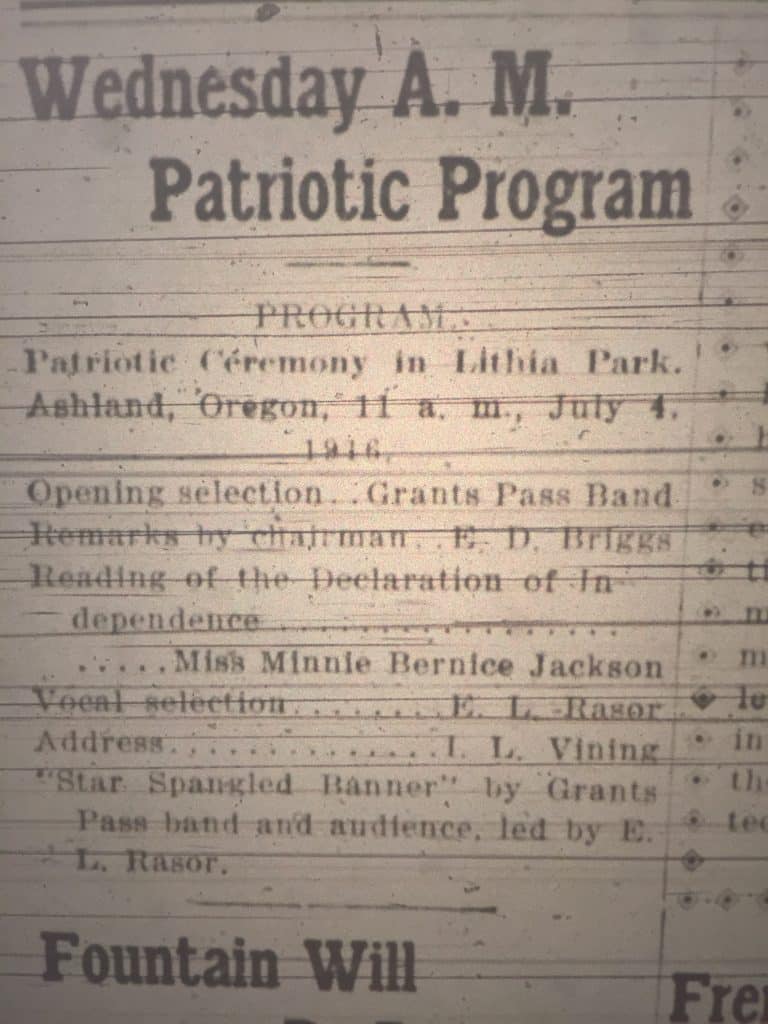 Wednesday A. M.
Patriotic Program
PROGRAM.
Patriotic Ceremony in Lithia Park.
Ashland, Oregon, 11 a. m., July 4,
1916.
Opening selection...Grants Pass Band
Remarks by chairman..E. D. Briggs
Reading of the Declaration of In-
dependence....................
.....Miss Minnie Bernice Jackson
Vocal selection........E. L. Rasor
Address..............I. L. Vining
"Star Spangled Banner" by Grants
Pass band and audience, led by E.
L. Rasor.
Fountain Will